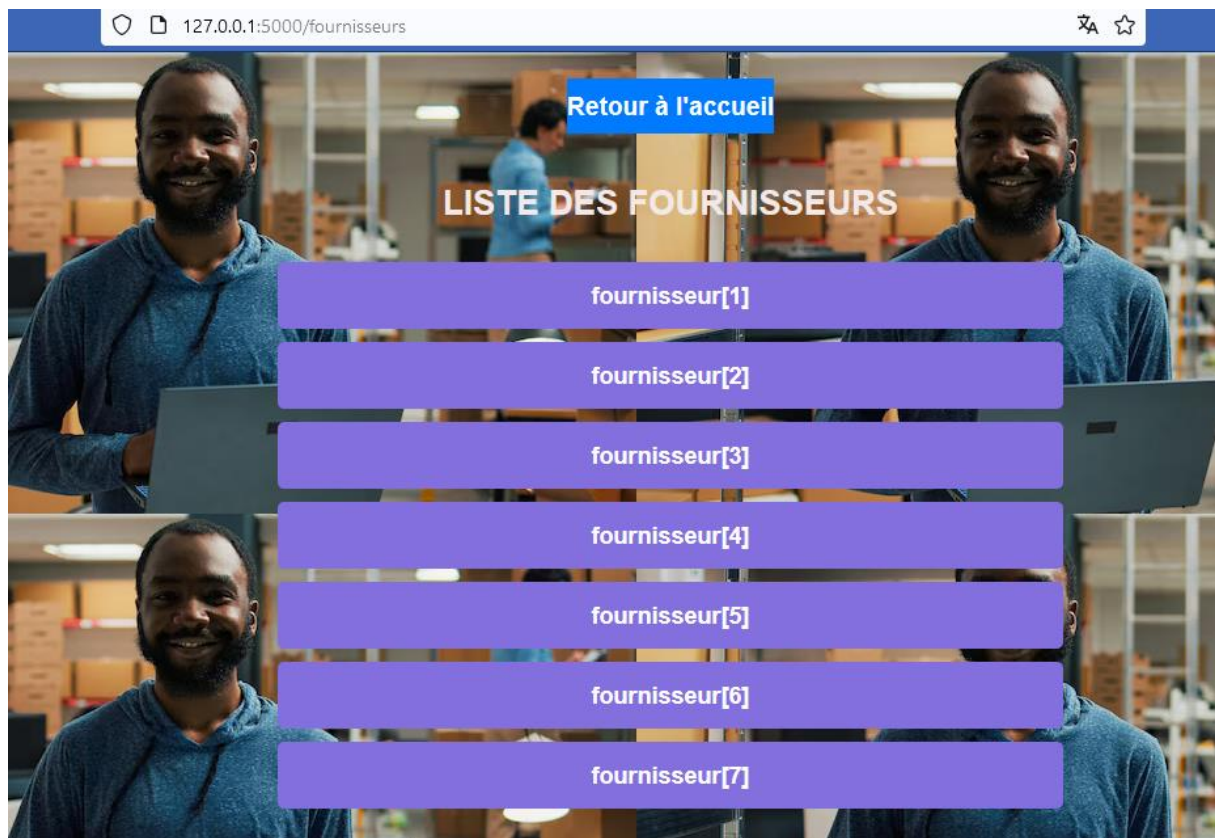 127.0.0.1:5000/fournisseurs
Retour à l'accueil
LISTE DES FOURNISSEURS
fournisseur[1]
fournisseur[2]
fournisseur[3]
fournisseur[4]
fournisseur[5]
fournisseur[6]
fournisseur[7]